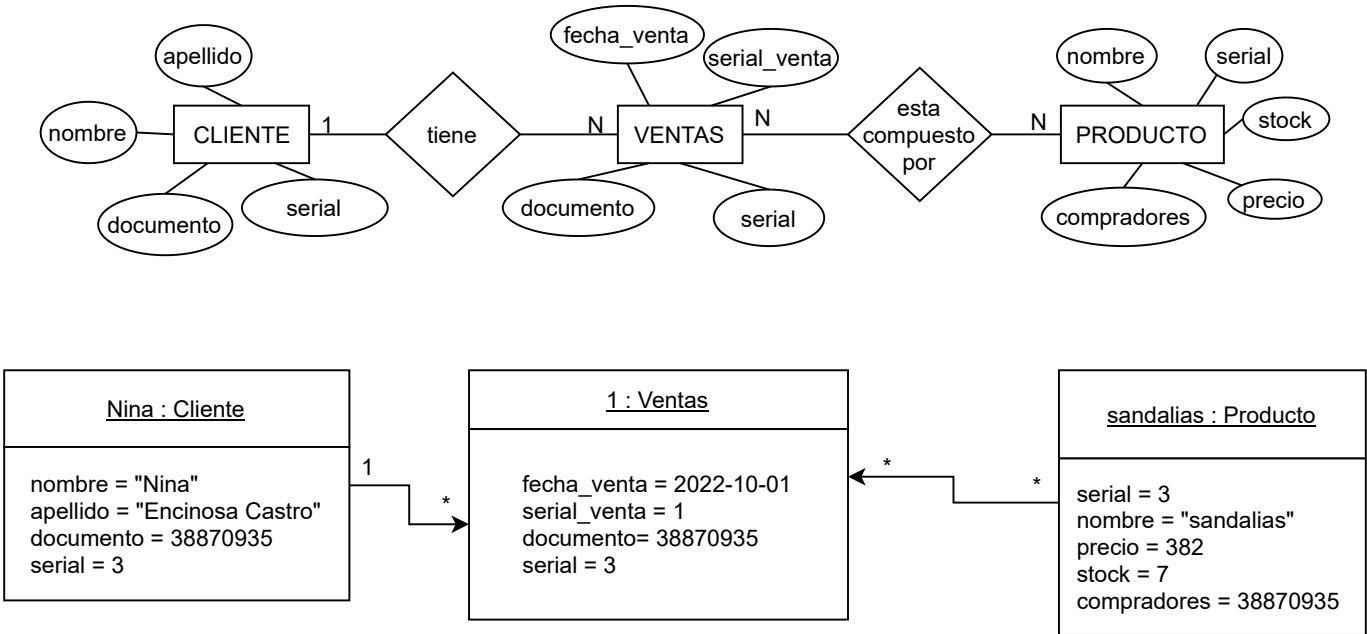 fecha_venta
apellido
serial_venta
nombre
serial
nombre
CLIENTE
1
tiene
N
VENTAS
N
esta
compuesto
por
N
PRODUCTO
stock
documento
serial
documento
serial
compradores
precio
Nina : Cliente
nombre = "Nina"
apellido = "Encinosa Castro"
documento = 38870935
serial = 3
1
*
1 : Ventas
fecha_venta = 2022-10-01
serial_venta = 1
documento= 38870935
serial = 3
*
*
sandalias : Producto
serial = 3
nombre = "sandalias"
precio = 382
stock = 7
compradores = 38870935